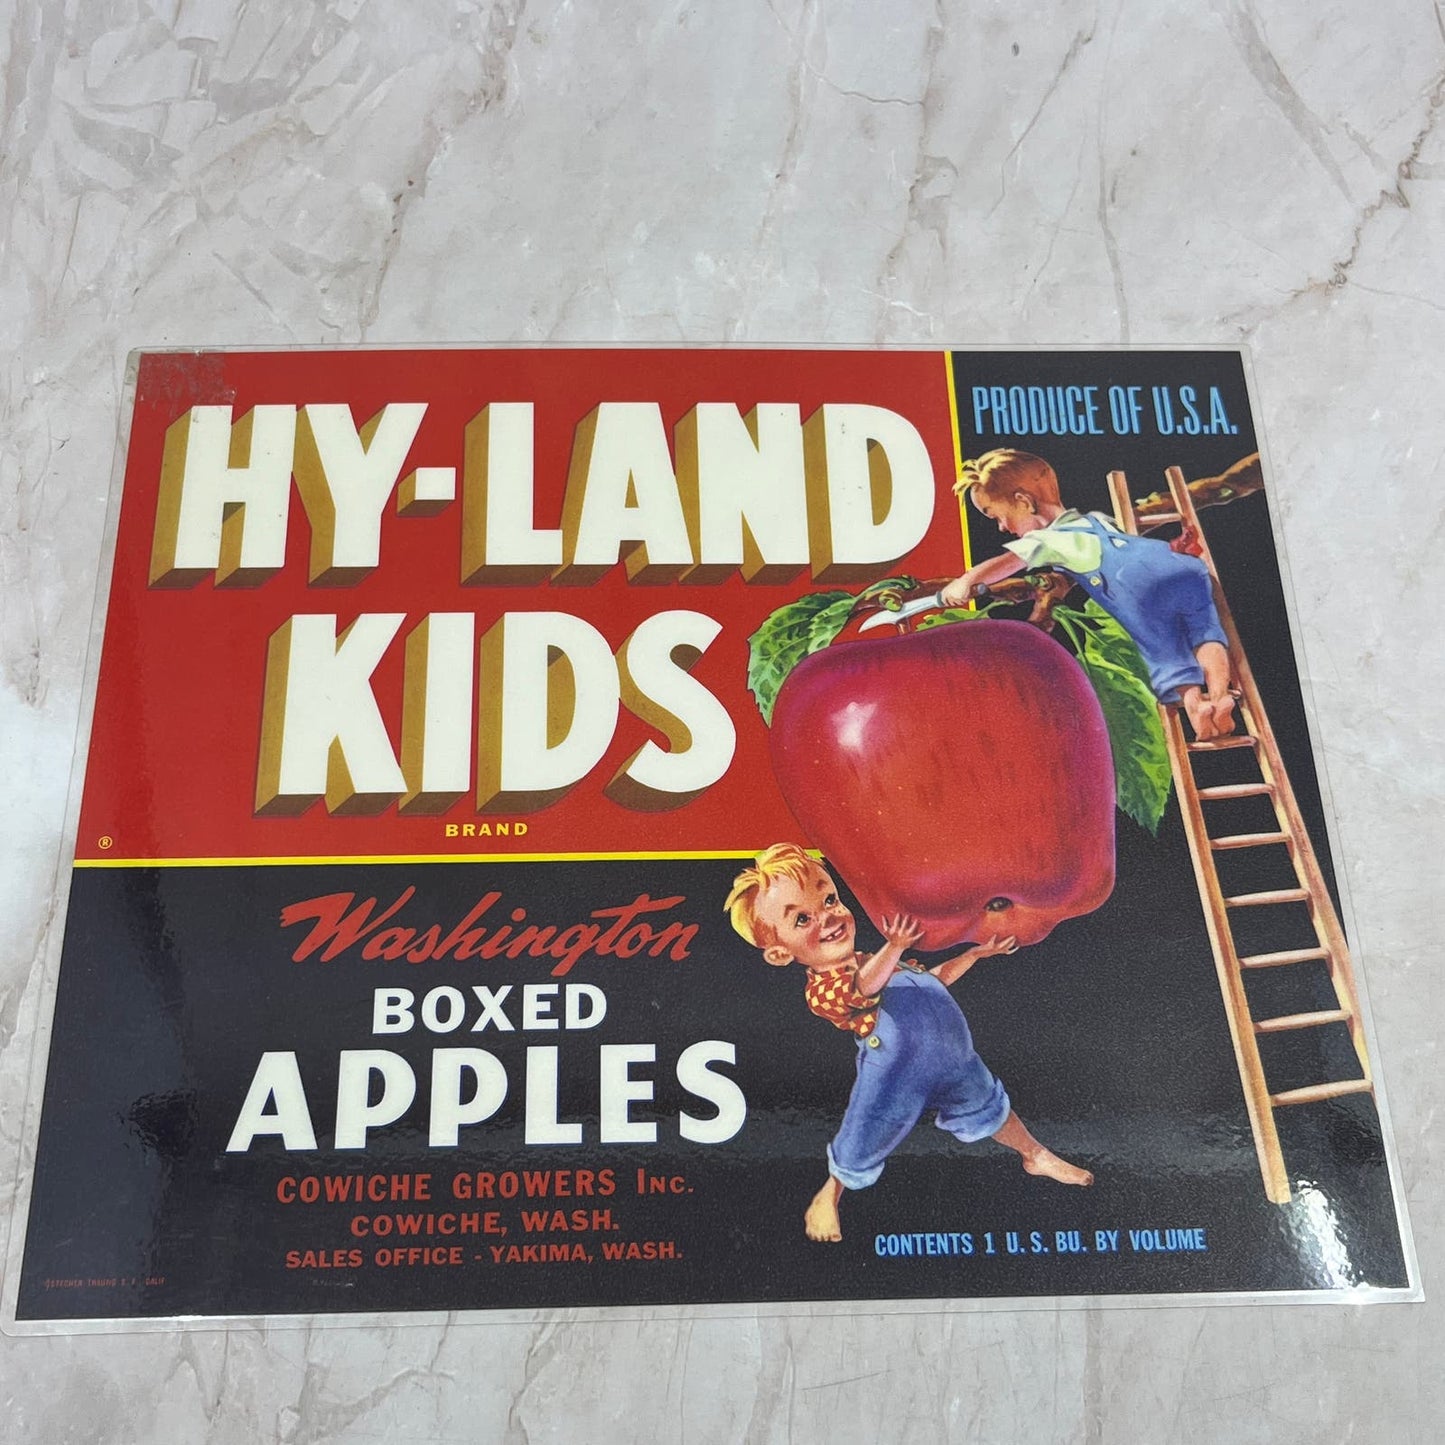 HY-LAND
KIDS
BRAND
®
PRODUCE OF U.S.A.
Washington
BOXED
APPLES
COWICHE GROWERS INC.
COWICHE, WASH.
SALES OFFICE - YAKIMA, WASH.
CONTENTS 1 U. S. BU. BY VOLUME